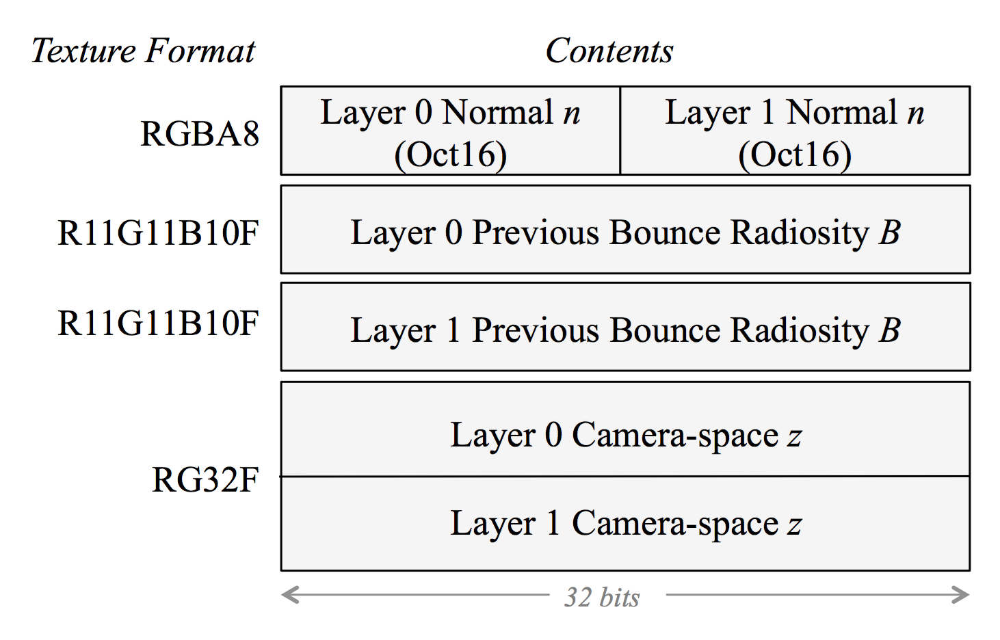 Texture Format Contents
RGBA8 Layer 0 Normal n Layer 1 Normal n
(Oct16) (Oct16)
R11G11B10F Layer 0 Previous Bounce Radiosity B
R11G11B10F Layer 1 Previous Bounce Radiosity B
Layer 0 Camera-space z
RG32F
Layer 1 Camera-space z
32 bits